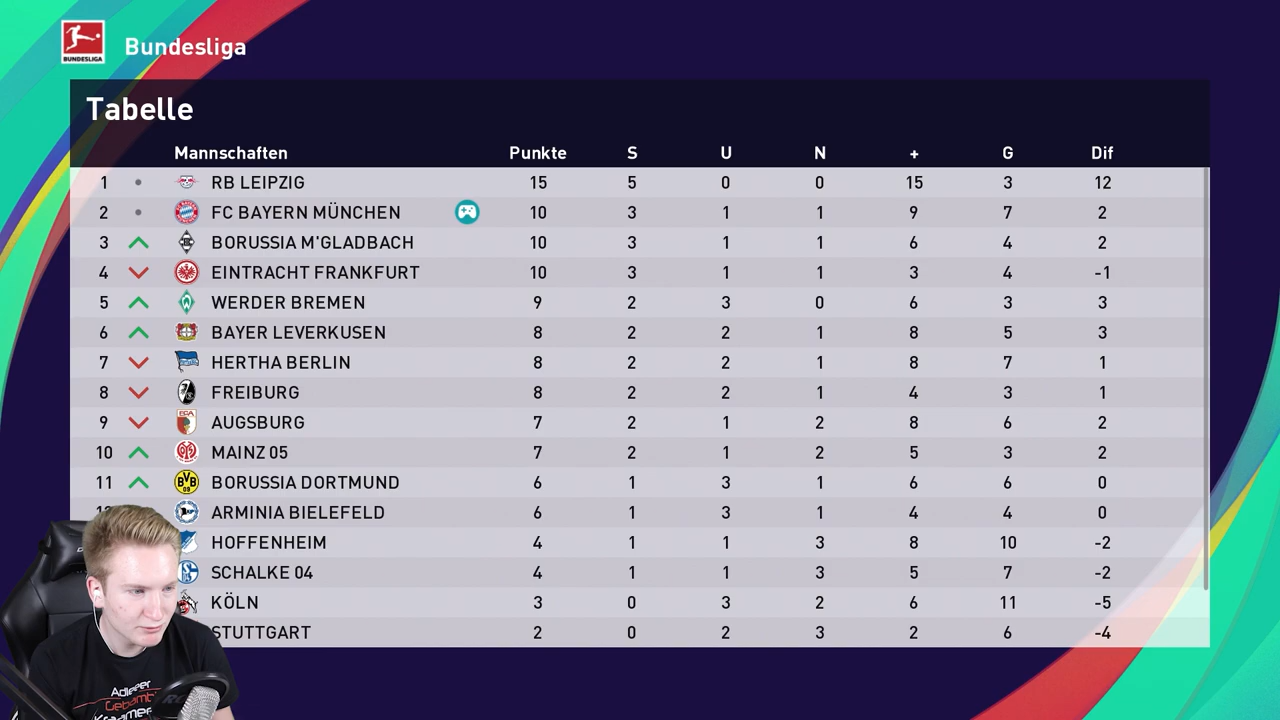 BUNDESLIGA
Bundesliga
Tabelle
Mannschaften Punkte S U N + G Dif
1 RB LEIPZIG 15 5 0 0 15 3 12
2 FC BAYERN MÜNCHEN 10 3 1 1 9 7 2
3 BORUSSIA M'GLADBACH 10 3 1 1 6 4 2
4 EINTRACHT FRANKFURT 10 3 1 1 3 4 -1
5 WERDER BREMEN 9 2 3 0 6 3 3
6 BAYER LEVERKUSEN 8 2 2 1 8 5 3
7 HERTHA BERLIN 8 2 2 1 8 7 1
8 FREIBURG 8 2 2 1 4 3 1
9 AUGSBURG 7 2 1 2 8 6 2
10 MAINZ 05 7 2 1 2 5 3 2
11 BORUSSIA DORTMUND 6 1 3 1 6 6 0
12 ARMINIA BIELEFELD 6 1 3 1 4 4 0
HOFFENHEIM 4 1 1 3 8 10 -2
SCHALKE 04 4 1 1 3 5 7 -2
KÖLN 3 0 3 2 6 11 -5
STUTTGART 2 0 2 3 2 6 -4